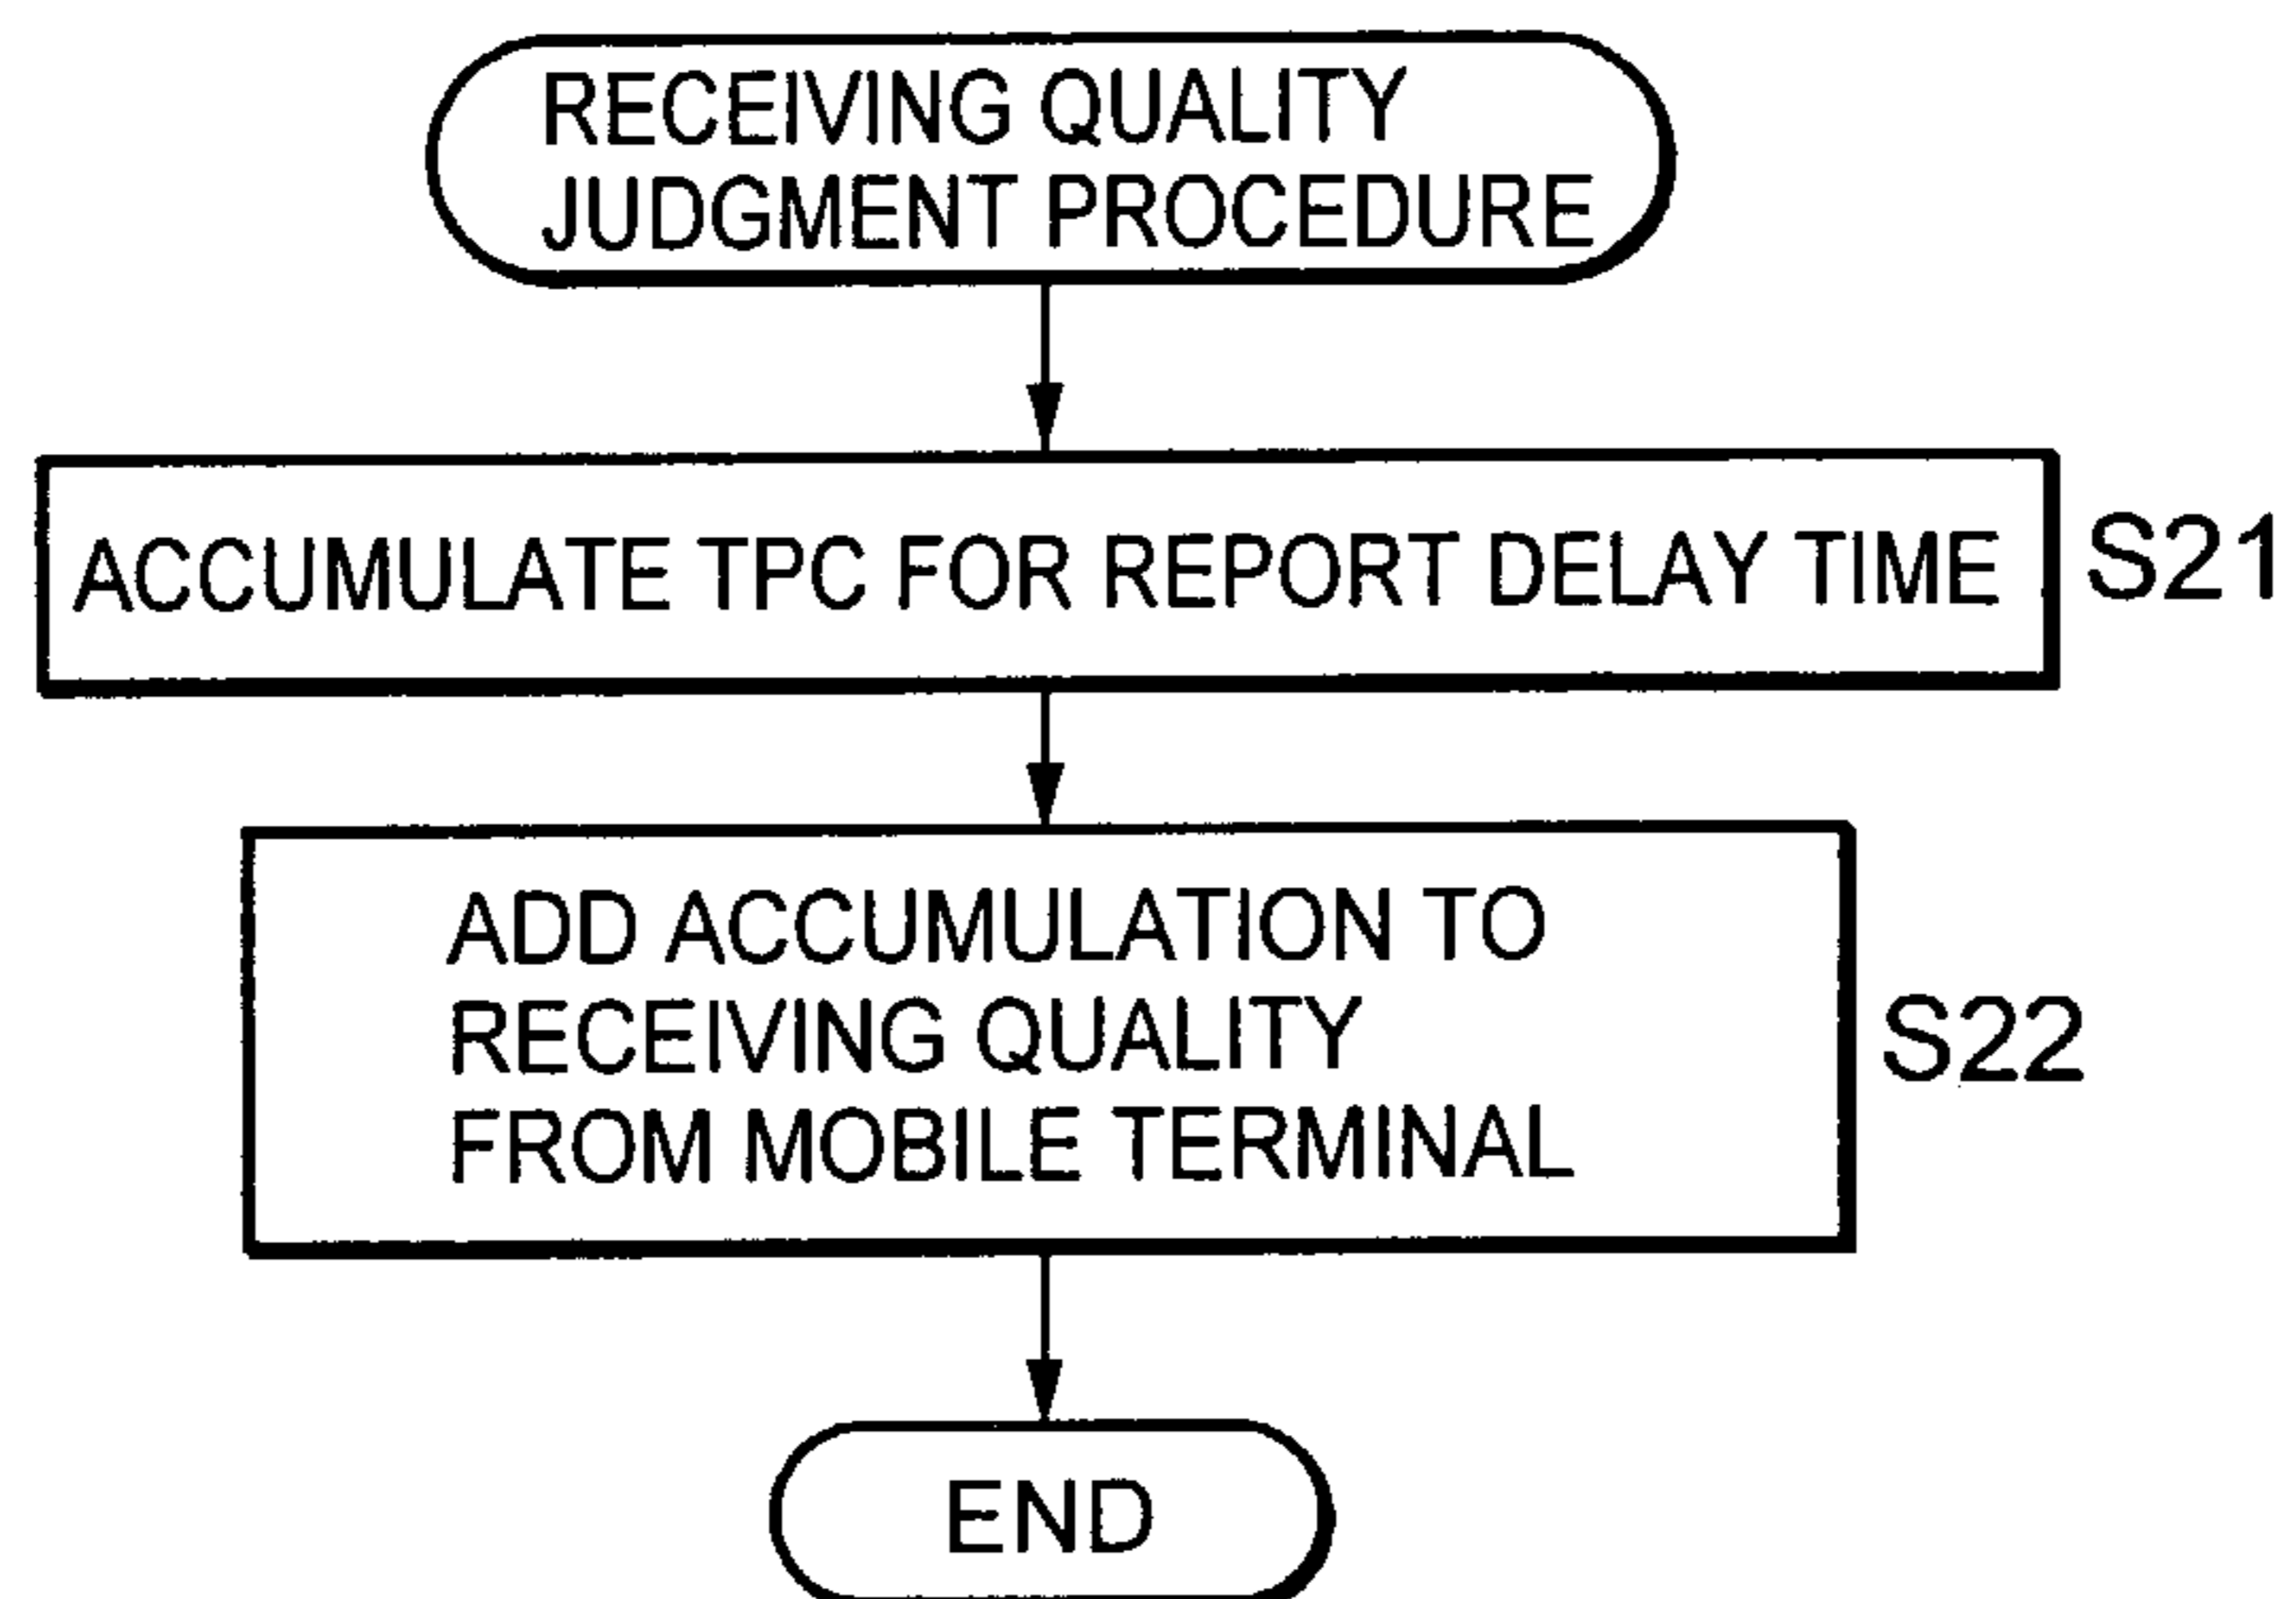 RECEIVING QUALITY
JUDGMENT PROCEDURE
ACCUMULATE TPC FOR REPORT DELAY TIME
S21
ADD ACCUMULATION TO
RECEIVING QUALITY
FROM MOBILE TERMINAL
S22
END